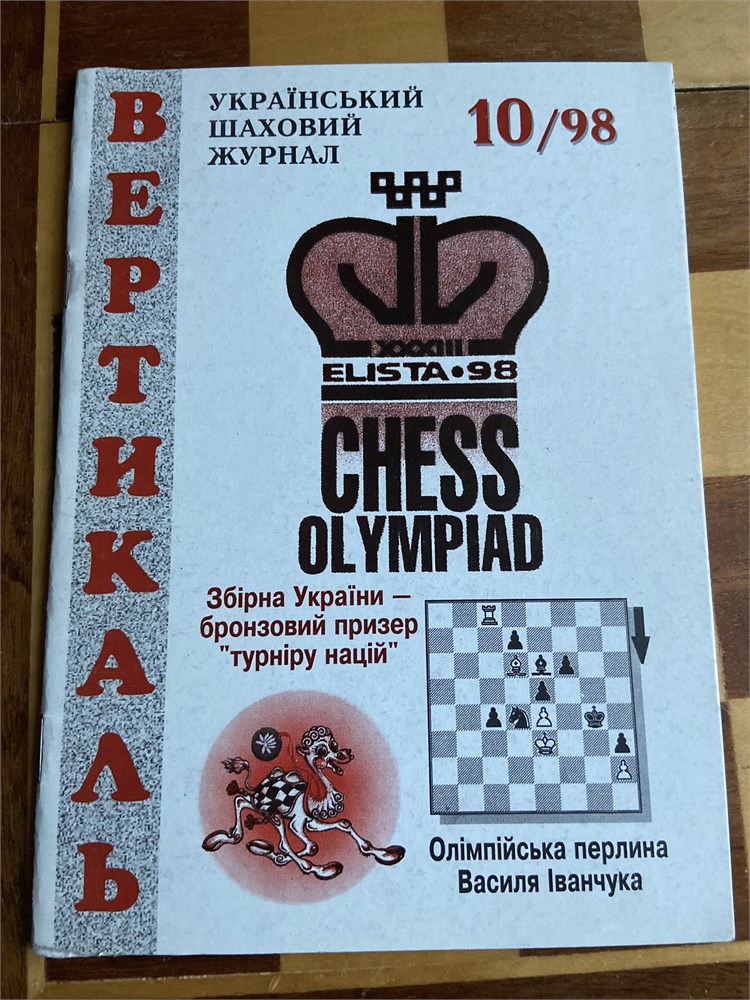 ВЕРТИКАЛЬ
УКРАЇНСЬКИЙ
ШАХОВИЙ
ЖУРНАЛ
10/98
XXXIII
ELISTA•98
CHESS
OLYMPIAD
Збірна України —
бронзовий призер
"турніру націй"
Олімпійська перлина
Василя Іванчука